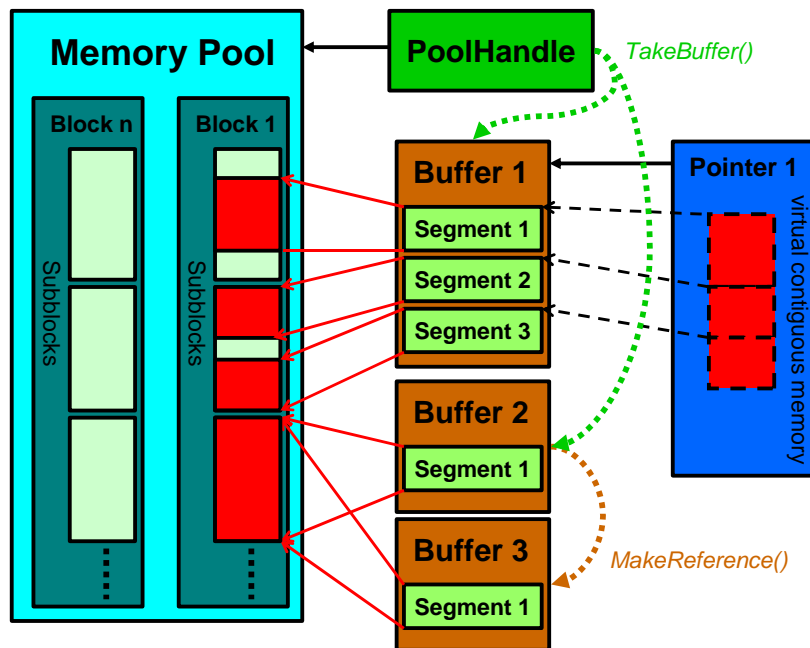 Memory Pool
PoolHandle
TakeBuffer()
Block n
Block 1
Subblocks
Subblocks
Buffer 1
Segment 1
Segment 2
Segment 3
Pointer 1
virtual contiguous memory
Buffer 2
Segment 1
Buffer 3
Segment 1
MakeReference()